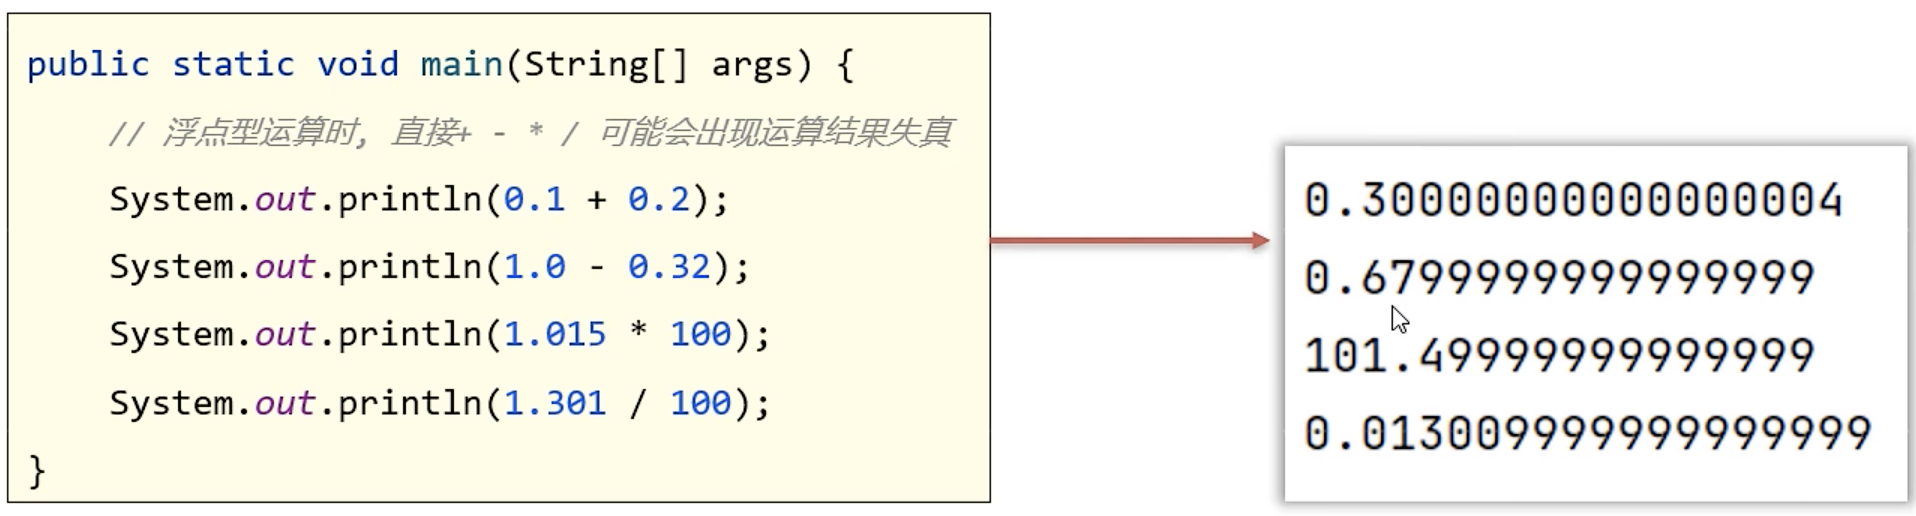 public static void main(String[] args) {
// 浮点型运算时, 直接+ - * / 可能会出现运算结果失真
System.out.println(0.1 + 0.2);
System.out.println(1.0 - 0.32);
System.out.println(1.015 * 100);
System.out.println(1.301 / 100);
}
0.30000000000000004
0.6799999999999999
101.49999999999999
0.013009999999999999